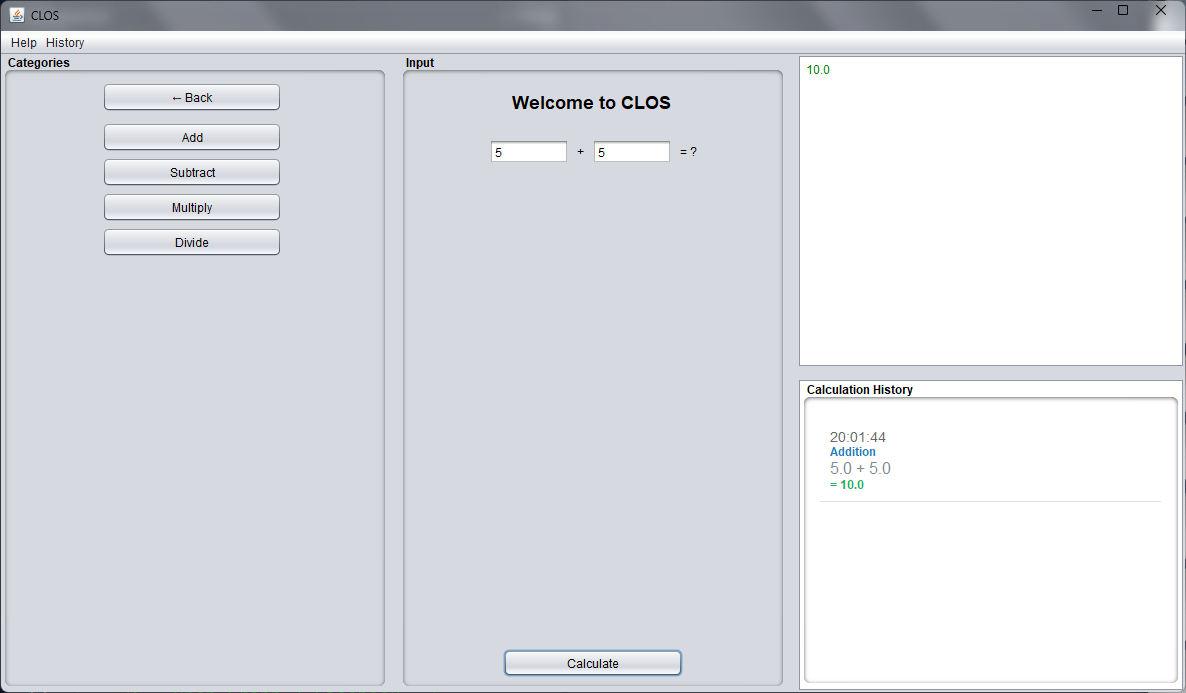 CLOS
Help History
Categories
← Back
Add
Subtract
Multiply
Divide
Input
Welcome to CLOS
5 + 5 = ?
Calculate
10.0
Calculation History
20:01:44
Addition
5.0 + 5.0
= 10.0